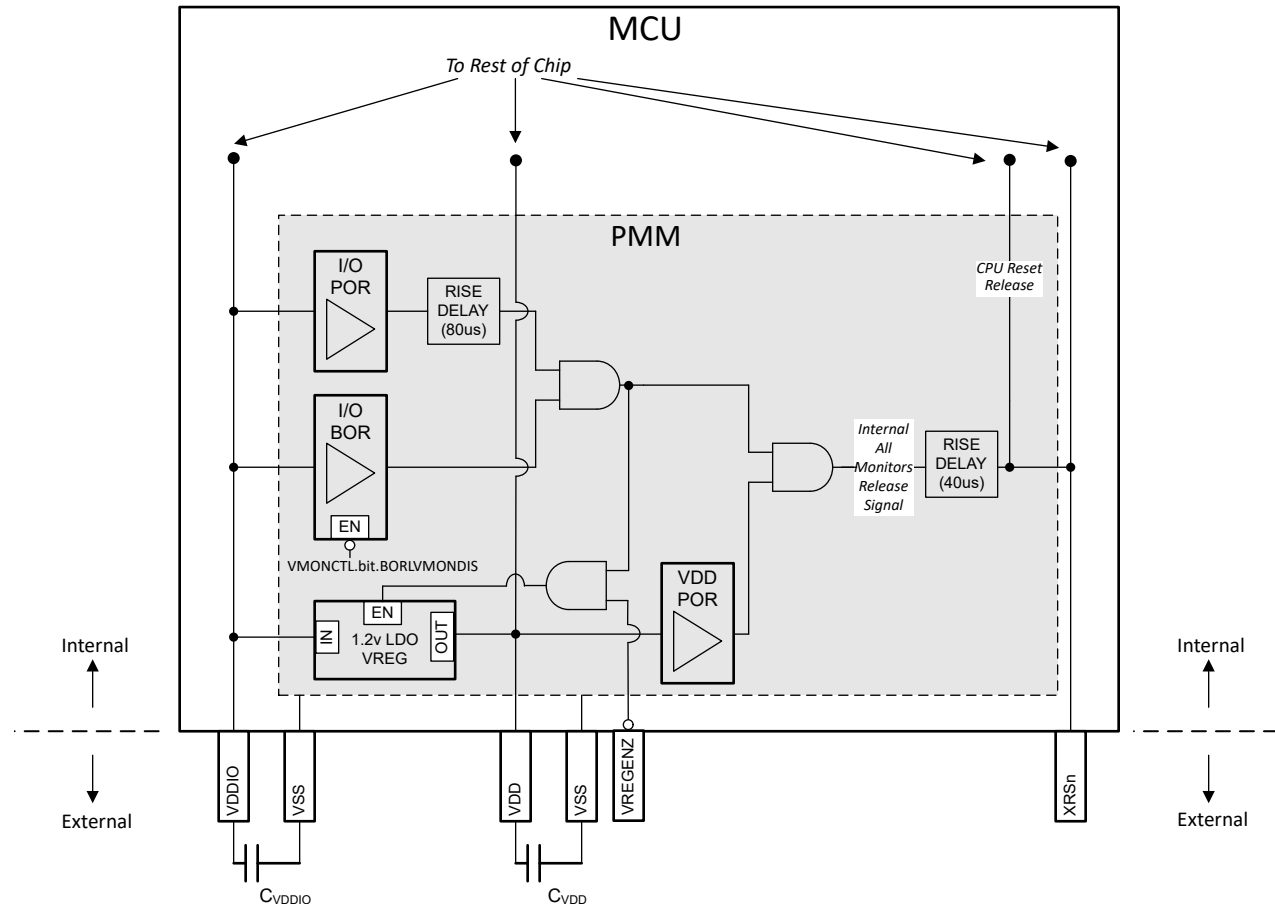 MCU
To Rest of Chip
PMM
I/O
POR
RISE
DELAY
(80us)
CPU Reset
Release
I/O
BOR
EN
VMONCTL.bit.BORLVMONDIS
Internal
All
Monitors
Release
Signal
RISE
DELAY
(40us)
EN
IN
1.2v LDO
VREG
OUT
VDD
POR
Internal
External
Internal
External
VDDIO
VSS
VDD
VSS
VREGENZ
XRSn
CVDDIO
CVDD